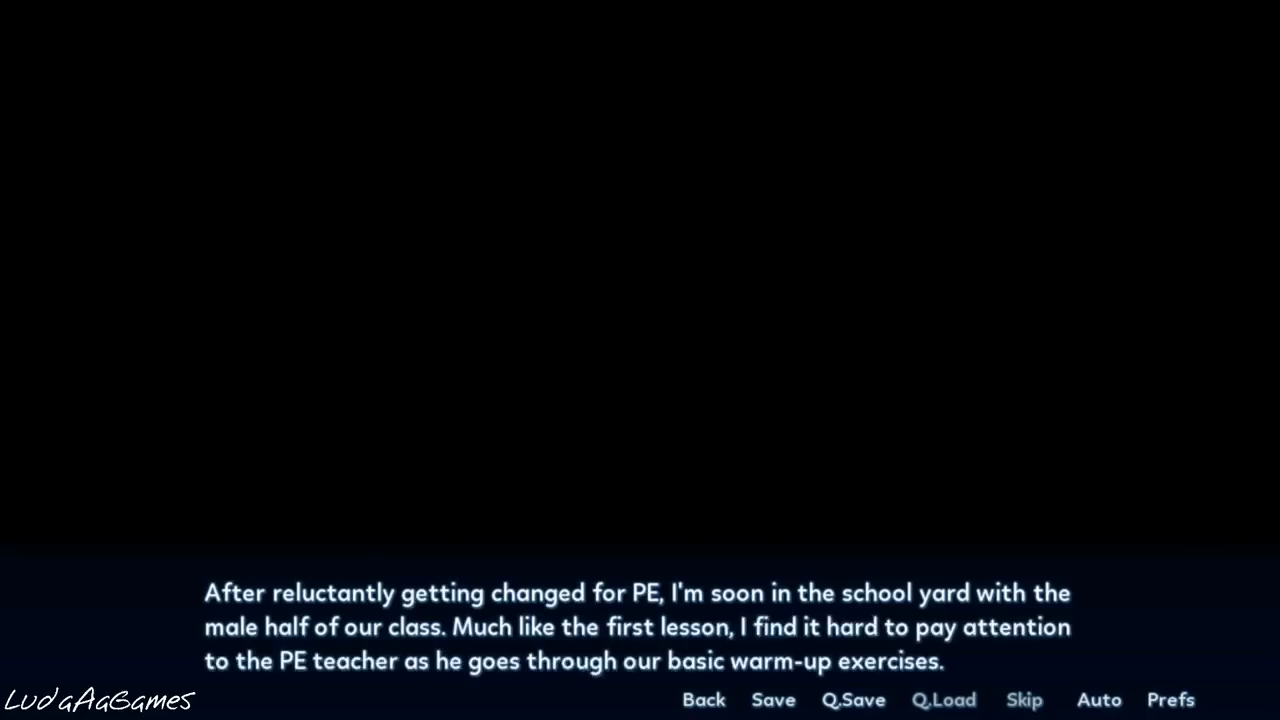 After reluctantly getting changed for PE, I'm soon in the school yard with the
male half of our class. Much like the first lesson, I find it hard to pay attention
to the PE teacher as he goes through our basic warm-up exercises.
LudaAaGames
Back Save Q.Save Q.Load Skip Auto Prefs